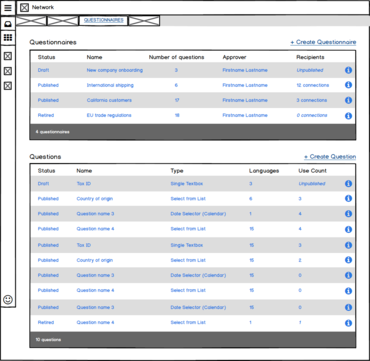 Network
QUESTIONNAIRES
Questionnaires + Create Questionnaire
Status Name Number of questions Approver Recipients
Draft New company onboarding 3 Firstname Lastname Unpublished
Published International shipping 6 Firstname Lastname 12 connections
Published California customers 17 Firstname Lastname 3 connections
Retired EU trade regulations 18 Firstname Lastname connections
4 questionnaires
Questions + Create Question
Status Name Type Languages Use Count
Draft Tax ID Single Textbox 3 Unpublished
Published Country of origin Select from List 6 3
Published Question name 3 Date Selector (Calendar) 1 4
Published Question name 4 Select from List 15 4
Published Tax ID Single Textbox 15 3
Published Country of origin Select from List 15 2
Published Question name 3 Date Selector (Calendar) 15 0
Published Question name 4 Select from List 15 0
Published Question name 3 Date Selector (Calendar) 15 0
Retired Question name 4 Select from List 1 1
10 questions